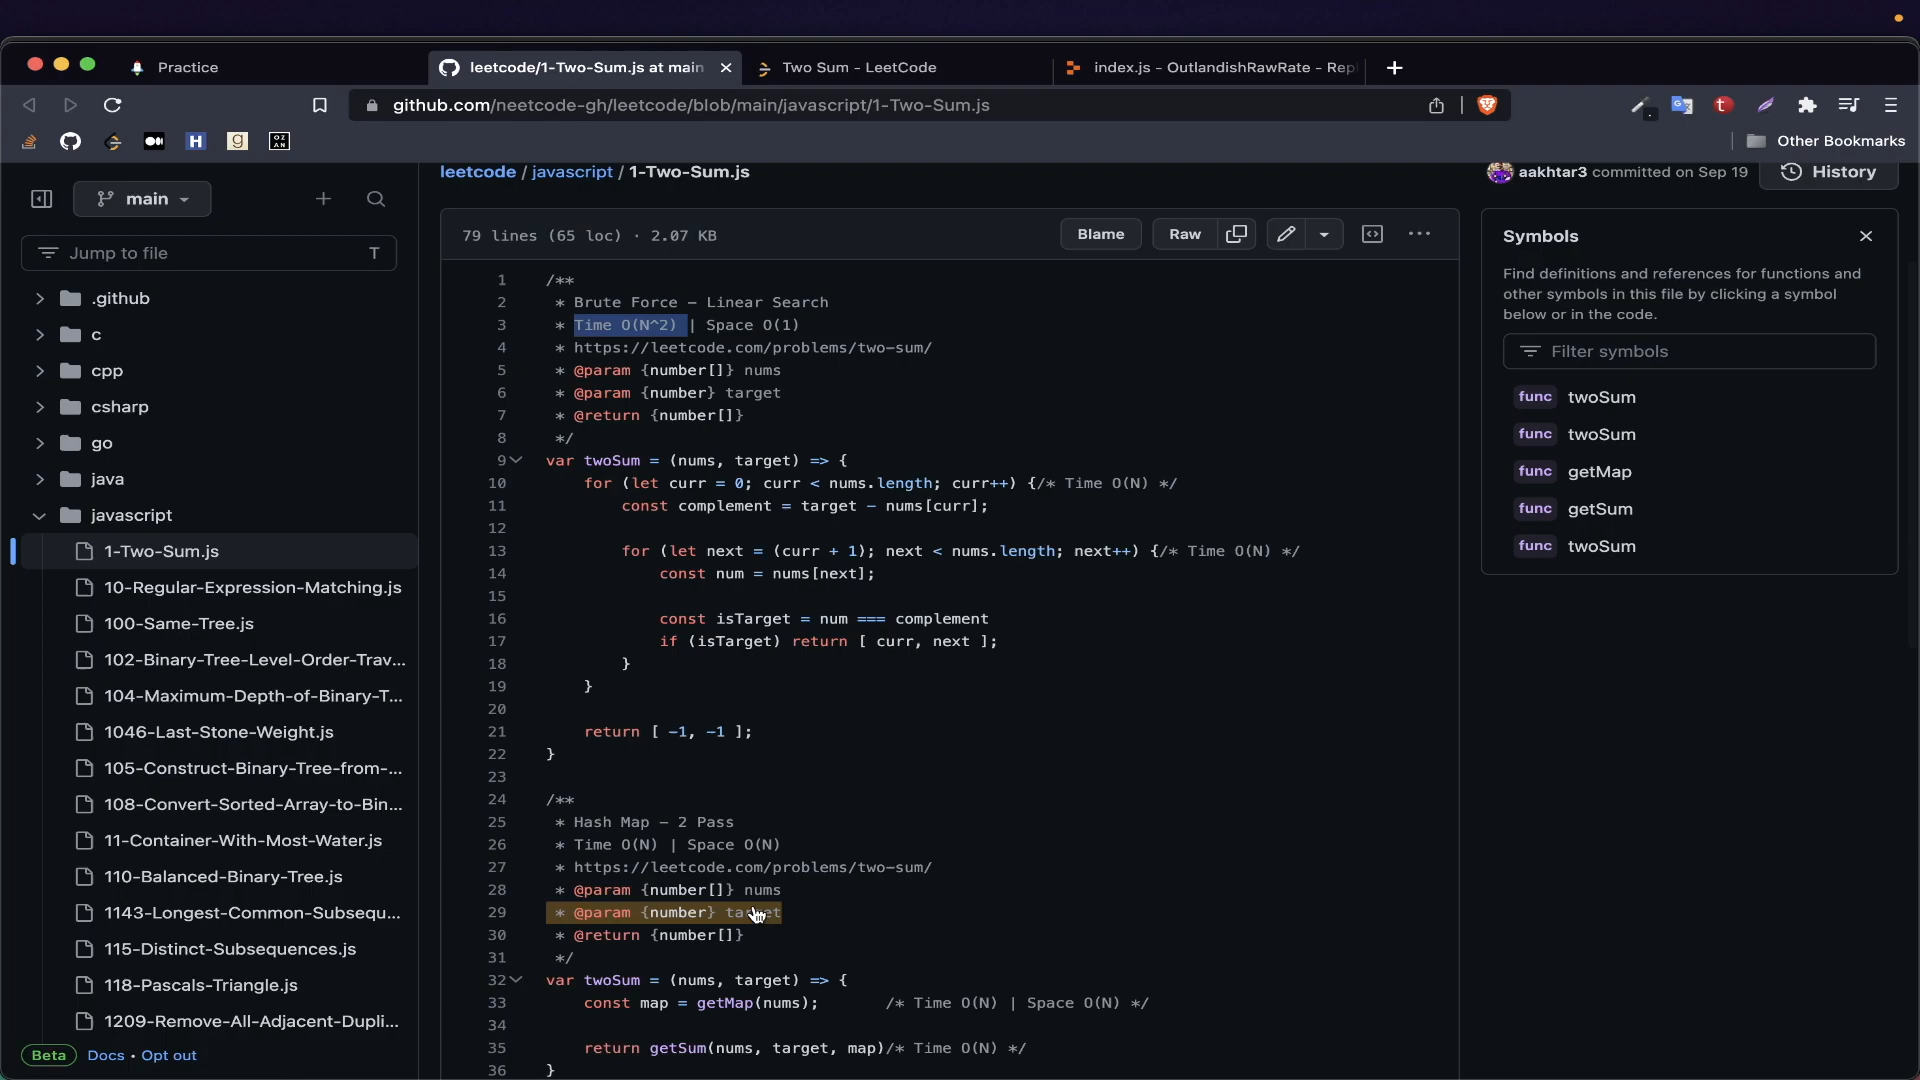 Practice
leetcode/1-Two-Sum.js at main
Two Sum - LeetCode
index.js - OutlandishRawRate - Repl
github.com/neetcode-gh/leetcode/blob/main/javascript/1-Two-Sum.js
Other Bookmarks
main
Jump to file T
.github
c
cpp
csharp
go
java
javascript
1-Two-Sum.js
10-Regular-Expression-Matching.js
100-Same-Tree.js
102-Binary-Tree-Level-Order-Trav...
104-Maximum-Depth-of-Binary-T...
1046-Last-Stone-Weight.js
105-Construct-Binary-Tree-from-...
108-Convert-Sorted-Array-to-Bin...
11-Container-With-Most-Water.js
110-Balanced-Binary-Tree.js
1143-Longest-Common-Subsequ...
115-Distinct-Subsequences.js
118-Pascals-Triangle.js
1209-Remove-All-Adjacent-Dupli...
Beta Docs • Opt out
leetcode / javascript / 1-Two-Sum.js
aakhtar3 committed on Sep 19 History
79 lines (65 loc) · 2.07 KB
Blame Raw
1 /**
2 * Brute Force - Linear Search
3 * Time O(N^2) | Space O(1)
4 * https://leetcode.com/problems/two-sum/
5 * @param {number[]} nums
6 * @param {number} target
7 * @return {number[]}
8 */
9 var twoSum = (nums, target) => {
10 for (let curr = 0; curr < nums.length; curr++) {/* Time O(N) */
11 const complement = target - nums[curr];
12
13 for (let next = (curr + 1); next < nums.length; next++) {/* Time O(N) */
14 const num = nums[next];
15
16 const isTarget = num === complement
17 if (isTarget) return [ curr, next ];
18 }
19 }
20
21 return [ -1, -1 ];
22 }
23
24 /**
25 * Hash Map - 2 Pass
26 * Time O(N) | Space O(N)
27 * https://leetcode.com/problems/two-sum/
28 * @param {number[]} nums
29 * @param {number} target
30 * @return {number[]}
31 */
32 var twoSum = (nums, target) => {
33 const map = getMap(nums); /* Time O(N) | Space O(N) */
34
35 return getSum(nums, target, map)/* Time O(N) */
36 }
Symbols
Find definitions and references for functions and
other symbols in this file by clicking a symbol
below or in the code.
Filter symbols
func twoSum
func twoSum
func getMap
func getSum
func twoSum